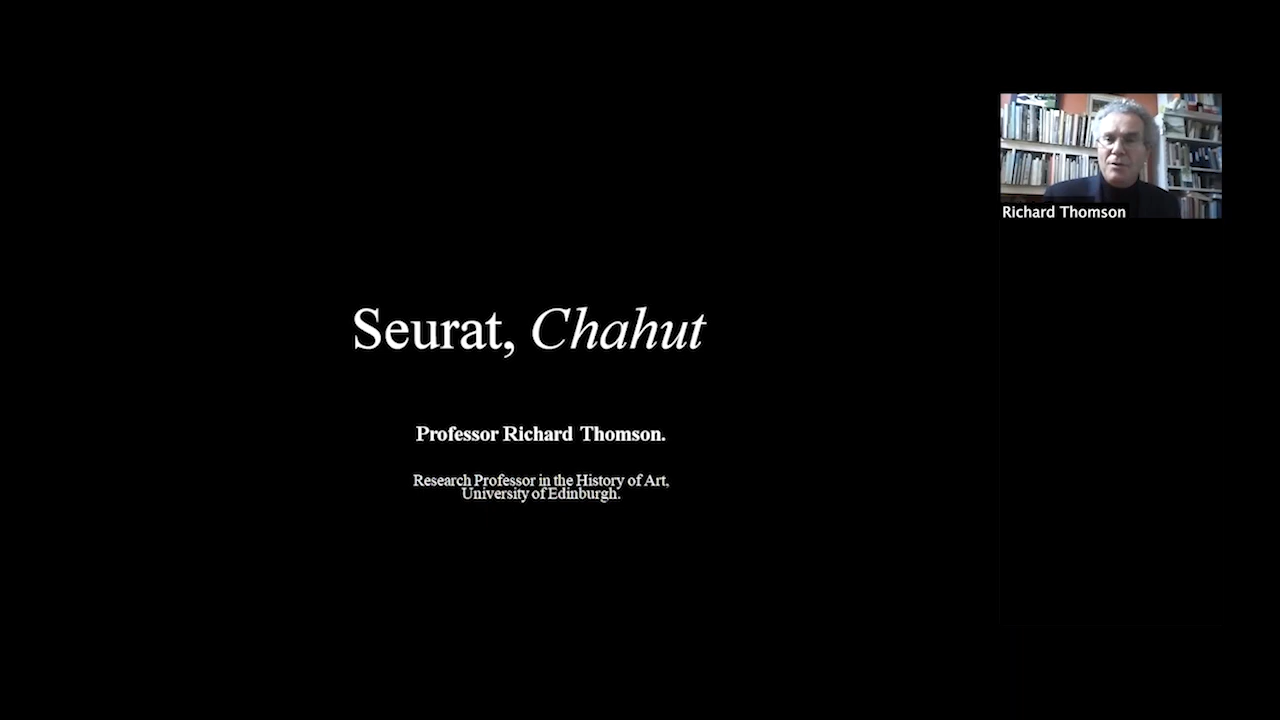 Richard Thomson
Seurat, Chahut
Professor Richard Thomson.
Research Professor in the History of Art,
University of Edinburgh.